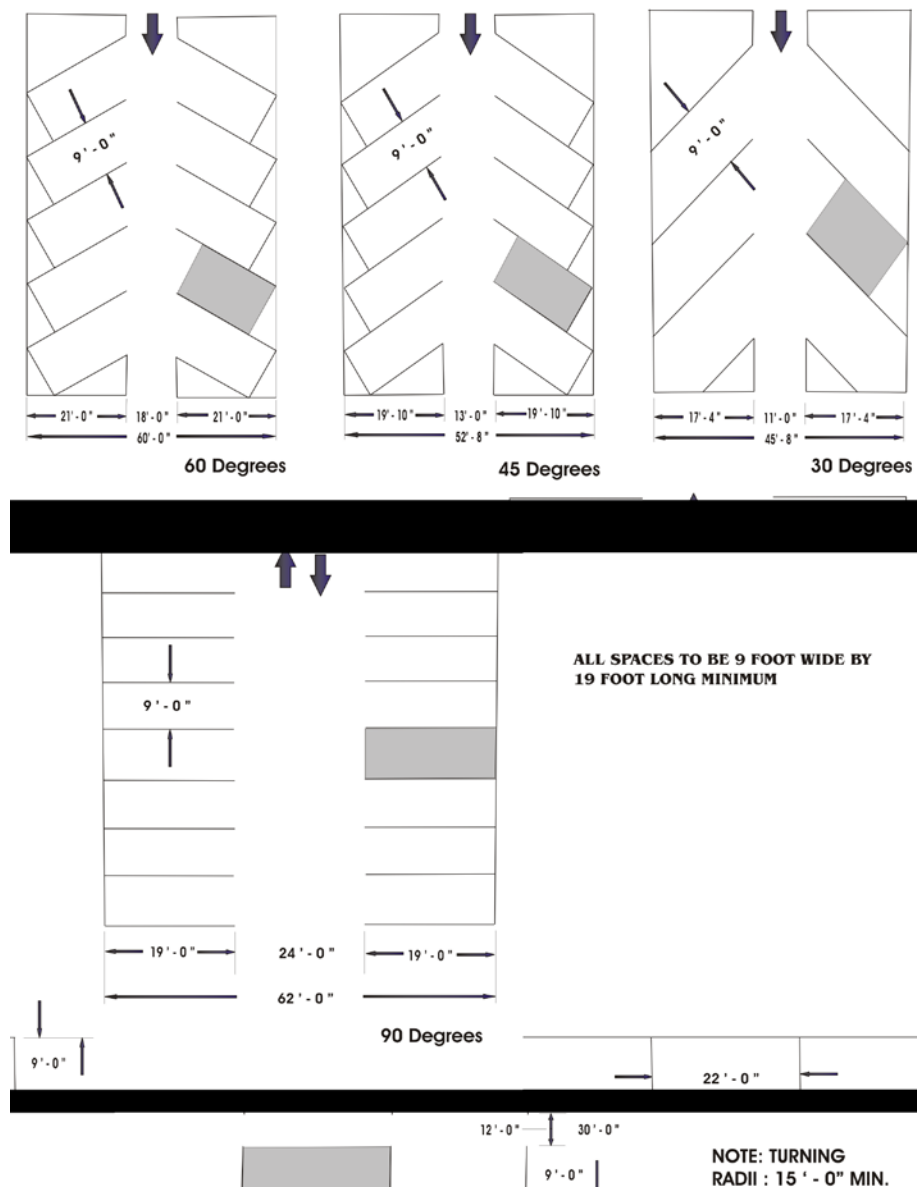 9'-0"
9'-0"
9'-0"
21'-0" 18'-0" 21'-0"
60'-0"
60 Degrees
19'-10" 13'-0" 19'-10"
52'-8"
45 Degrees
17'-4" 11'-0" 17'-4"
45'-8"
30 Degrees
ALL SPACES TO BE 9 FOOT WIDE BY
19 FOOT LONG MINIMUM
9'-0"
19'-0" 24'-0" 19'-0"
62'-0"
90 Degrees
9'-0"
22'-0"
12'-0" 30'-0"
9'-0"
NOTE: TURNING
RADII : 15 ' - 0" MIN.